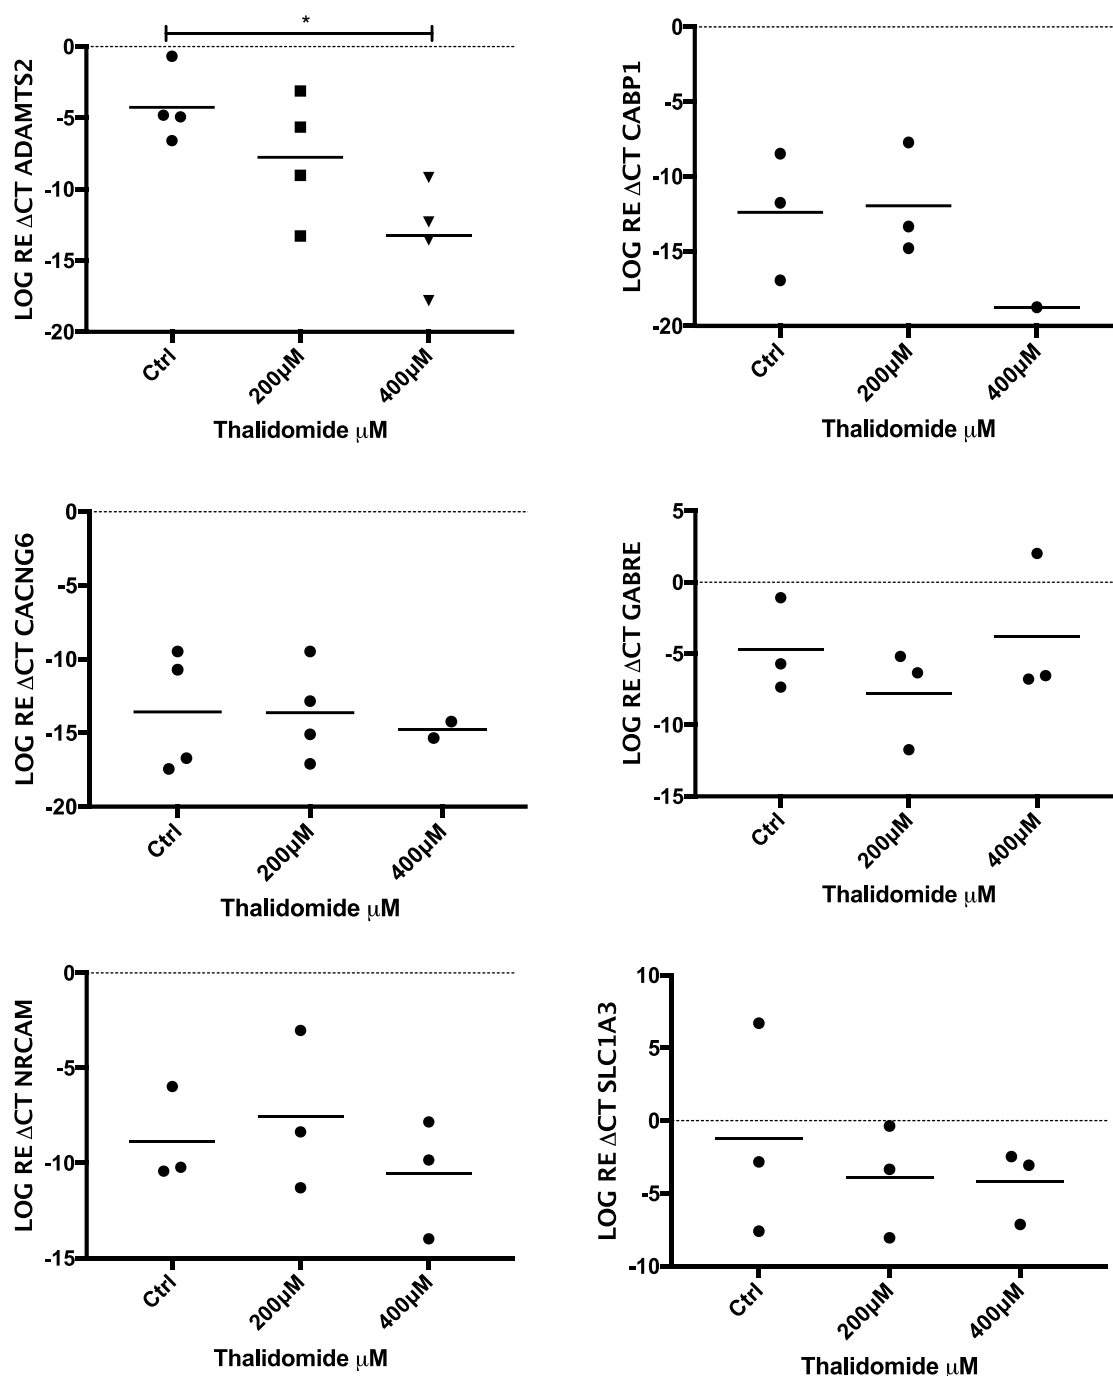 *
LOG RE ΔCT ADAMTS2
0
-5
-10
-15
-20
Ctrl
200µM
400µM
Thalidomide µM
LOG RE ΔCT CABP1
0
-5
-10
-15
-20
Ctrl
200µM
400µM
Thalidomide µM
LOG RE ΔCT CACNG6
0
-5
-10
-15
-20
Ctrl
200µM
400µM
Thalidomide µM
LOG RE ΔCT GABRE
5
0
-5
-10
-15
Ctrl
200µM
400µM
Thalidomide µM
LOG RE ΔCT NRCAM
0
-5
-10
-15
Ctrl
200µM
400µM
Thalidomide µM
LOG RE ΔCT SLC1A3
10
5
0
-5
-10
Ctrl
200µM
400µM
Thalidomide µM